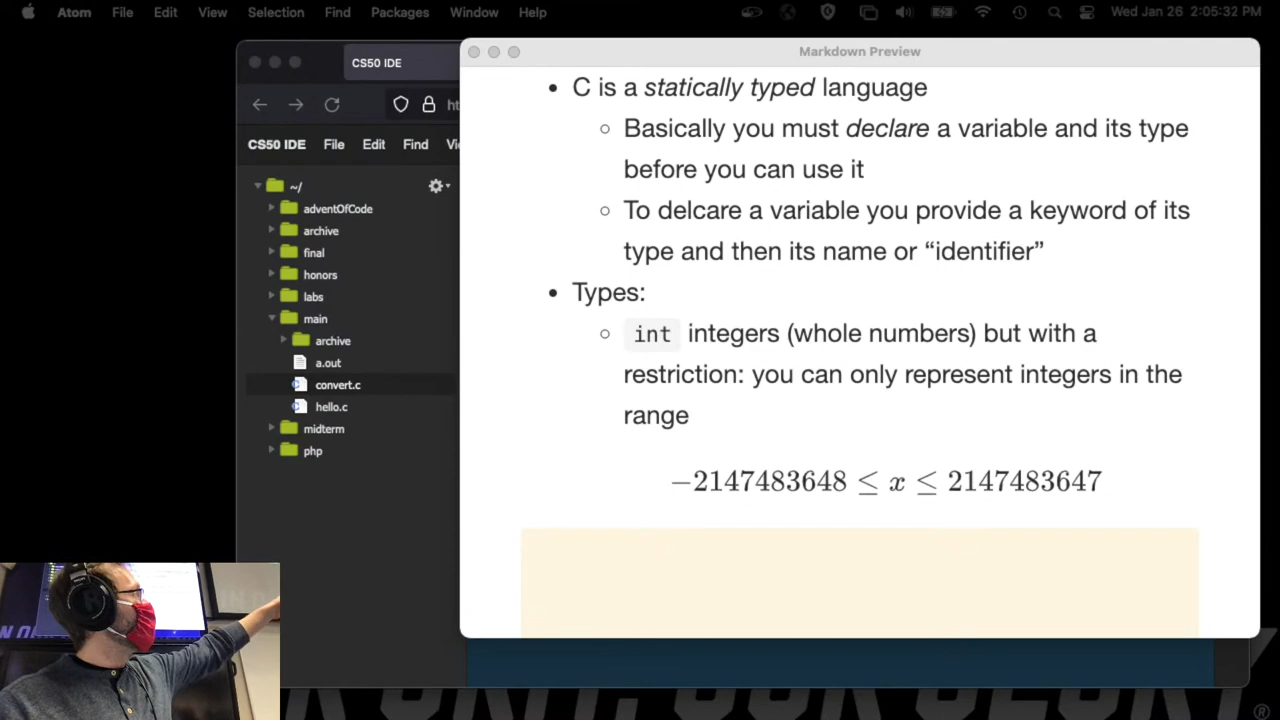 Atom File Edit View Selection Find Packages Window Help Wed Jan 26 2:05:32 PM
CS50 IDE
Markdown Preview
CS50 IDE File Edit Find
~/
adventOfCode
archive
final
honors
labs
main
archive
a.out
convert.c
hello.c
midterm
php
C is a statically typed language
Basically you must declare a variable and its type
before you can use it
To delcare a variable you provide a keyword of its
type and then its name or “identifier”
Types:
int integers (whole numbers) but with a
restriction: you can only represent integers in the
range
−2147483648 ≤ x ≤ 2147483647